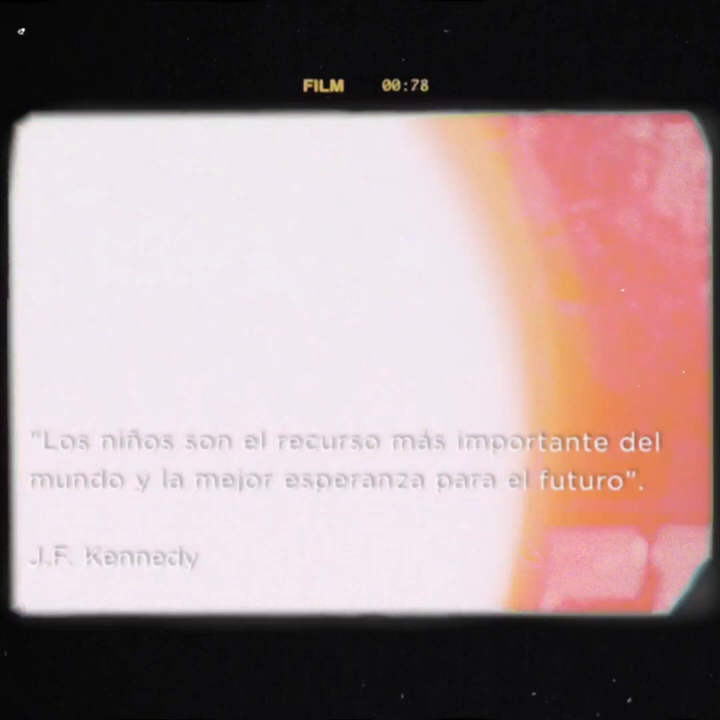 FILM 00:78
"Los niños son el recurso más importante del
mundo y la mejor esperanza para el futuro".
J.F. Kennedy